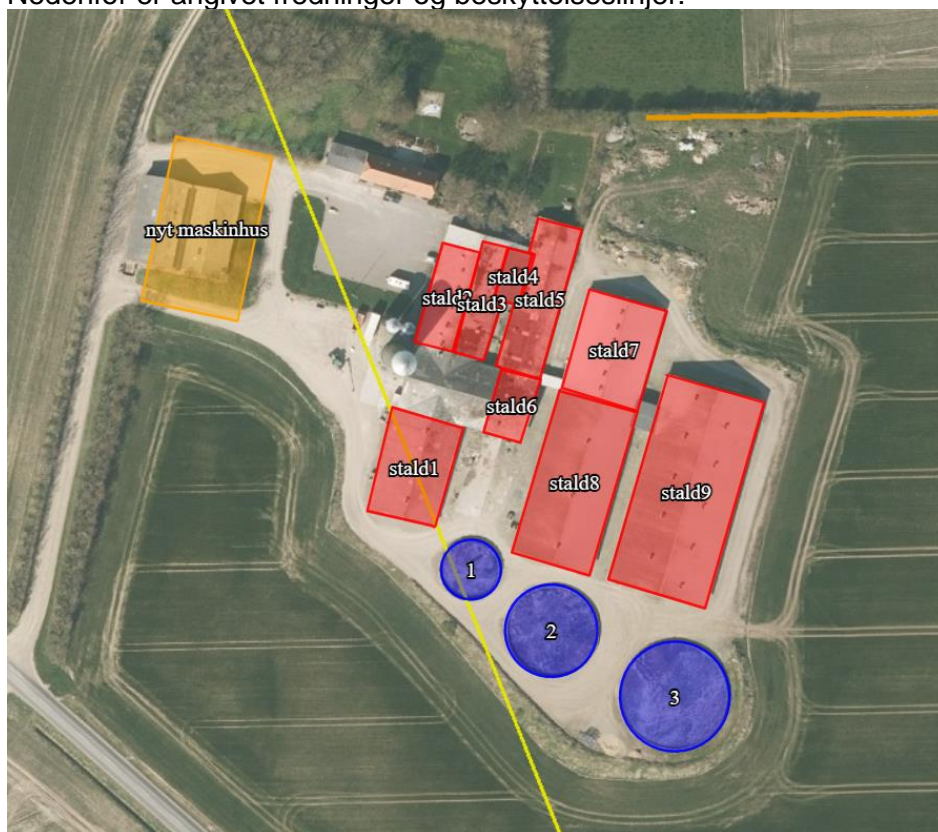 Nedenfor er angivet fredninger og beskyttelseslinjer:
nyt maskinhus
stald4
stald2
stald3
stald5
stald7
stald6
stald1
stald8
stald9
1
2
3